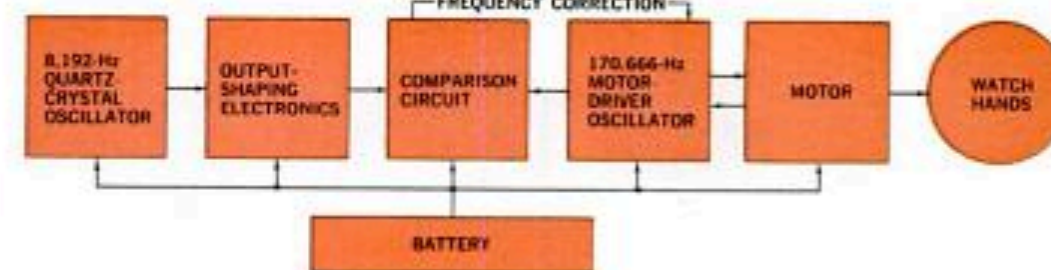 FREQUENCY CORRECTION
8,192-Hz
QUARTZ
CRYSTAL
OSCILLATOR
OUTPUT-
SHAPING
ELECTRONICS
COMPARISON
CIRCUIT
170.666-Hz
MOTOR-
DRIVER
OSCILLATOR
MOTOR
WATCH
HANDS
BATTERY